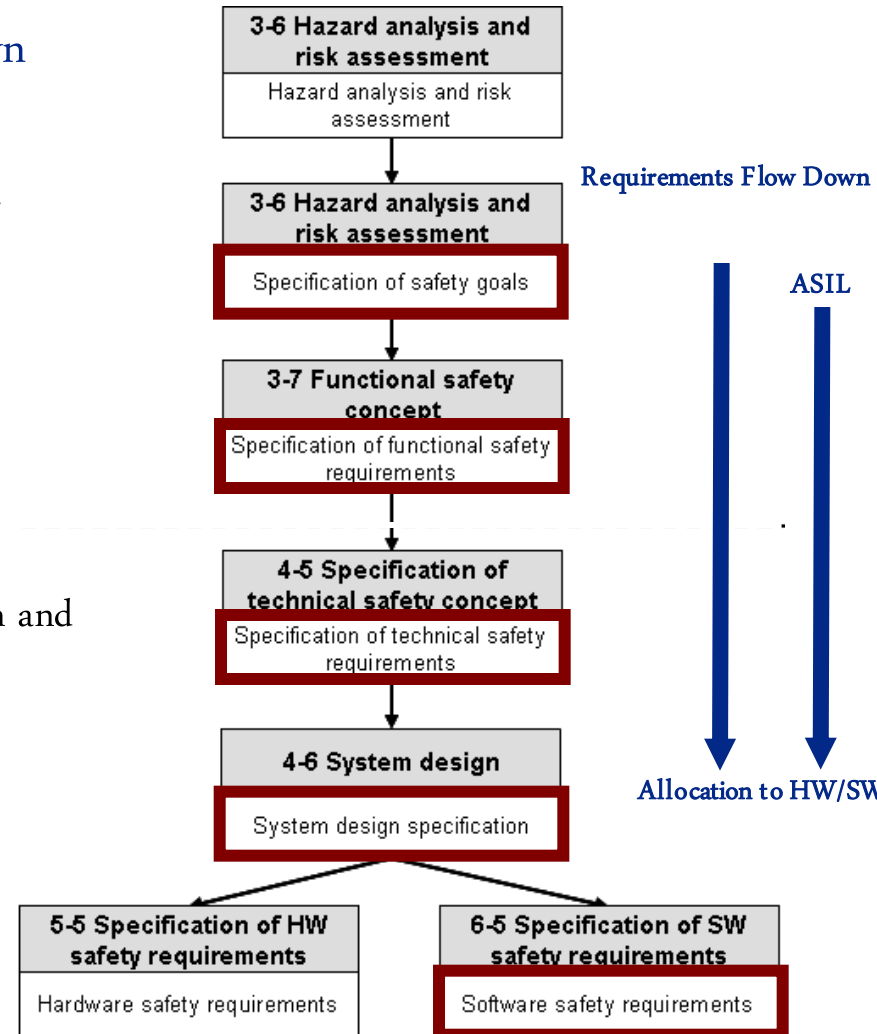 3-6 Hazard analysis and
risk assessment
Hazard analysis and risk
assessment
Requirements Flow Down
3-6 Hazard analysis and
risk assessment
Specification of safety goals
ASIL
3-7 Functional safety
concept
Specification of functional safety
requirements
4-5 Specification of
technical safety concept
and
Specification of technical safety
requirements
4-6 System design
Allocation to HW/SW
System design specification
5-5 Specification of HW
safety requirements
Hardware safety requirements
6-5 Specification of SW
safety requirements
Software safety requirements